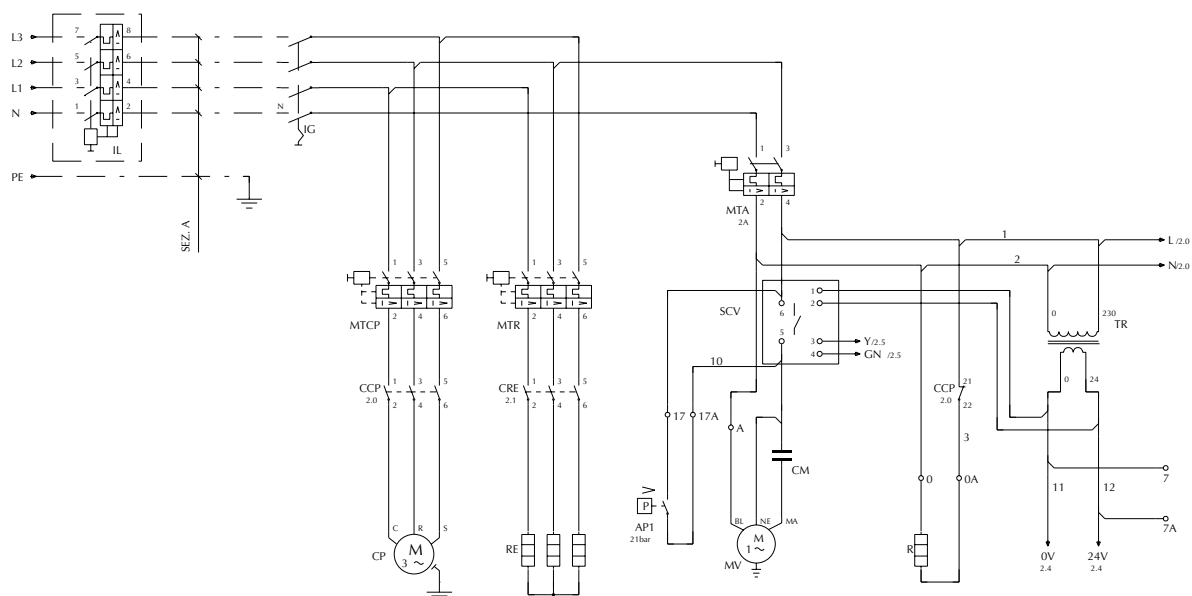 L3
7
8
L2
5
6
L1
3
4
N
1
2
N
IL
IG
PE
SEZ. A
1
3
MTA
2A
2
4
1
L /2.0
2
N/2.0
1 3 5
1 3 5
MTCP
2 4 6
MTR
2 4 6
SCV
6
1
2
5
3
Y/2.5
4
GN /2.5
0
230
TR
0
24
10
CCP
2.0
1 3 5
2 4 6
CRE
2.1
1 3 5
2 4 6
CCP
2.0
21
22
17
17A
A
3
CM
7
0
0A
11
12
P
AP1
21bar
7A
BL NE MA
C R S
CP
M
3 ~
RE
M
1 ~
MV
R
0V
2.4
24V
2.4